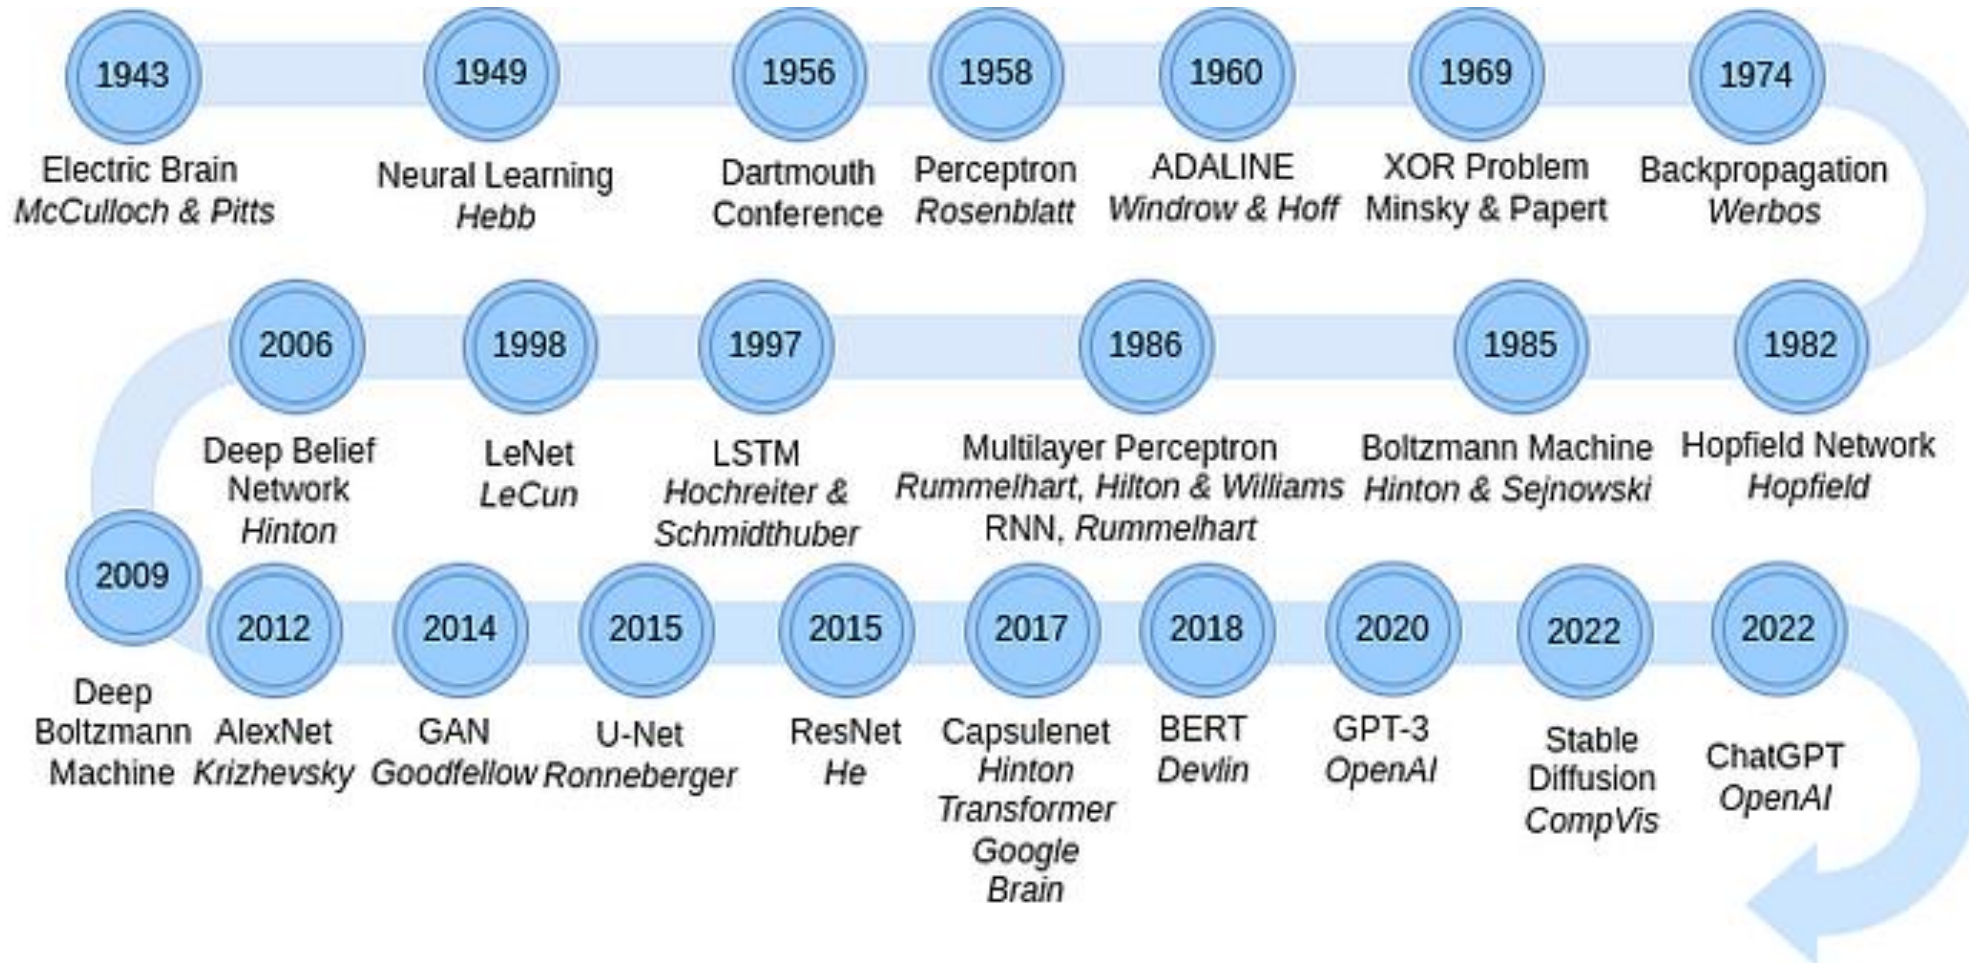 1943
Electric Brain
McCulloch & Pitts
1949
Neural Learning
Hebb
1956
Dartmouth
Conference
1958
Perceptron
Rosenblatt
1960
ADALINE
Windrow & Hoff
1969
XOR Problem
Minsky & Papert
1974
Backpropagation
Werbos
1982
Hopfield Network
Hopfield
1985
Boltzmann Machine
Hinton & Sejnowski
1986
Multilayer Perceptron
Rummelhart, Hilton & Williams
RNN, Rummelhart
1997
LSTM
Hochreiter &
Schmidthuber
1998
LeNet
LeCun
2006
Deep Belief
Network
Hinton
2009
Deep
Boltzmann
Machine
2012
AlexNet
Krizhevsky
2014
GAN
Goodfellow
2015
U-Net
Ronneberger
2015
ResNet
He
2017
Capsulenet
Hinton
Transformer
Google
Brain
2018
BERT
Devlin
2020
GPT-3
OpenAI
2022
Stable
Diffusion
CompVis
2022
ChatGPT
OpenAI